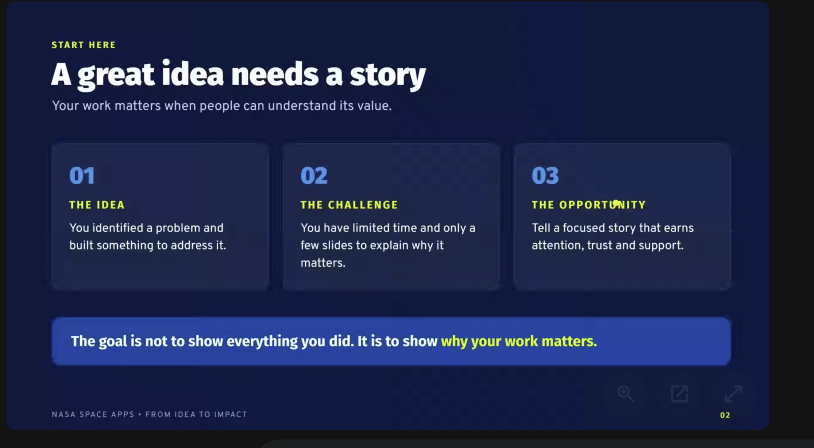 START HERE
A great idea needs a story
Your work matters when people can understand its value.
01
THE IDEA
You identified a problem and
built something to address it.
02
THE CHALLENGE
You have limited time and only a
few slides to explain why it
matters.
03
THE OPPORTUNITY
Tell a focused story that earns
attention, trust and support.
The goal is not to show everything you did. It is to show why your work matters.
NASA SPACE APPS • FROM IDEA TO IMPACT
02